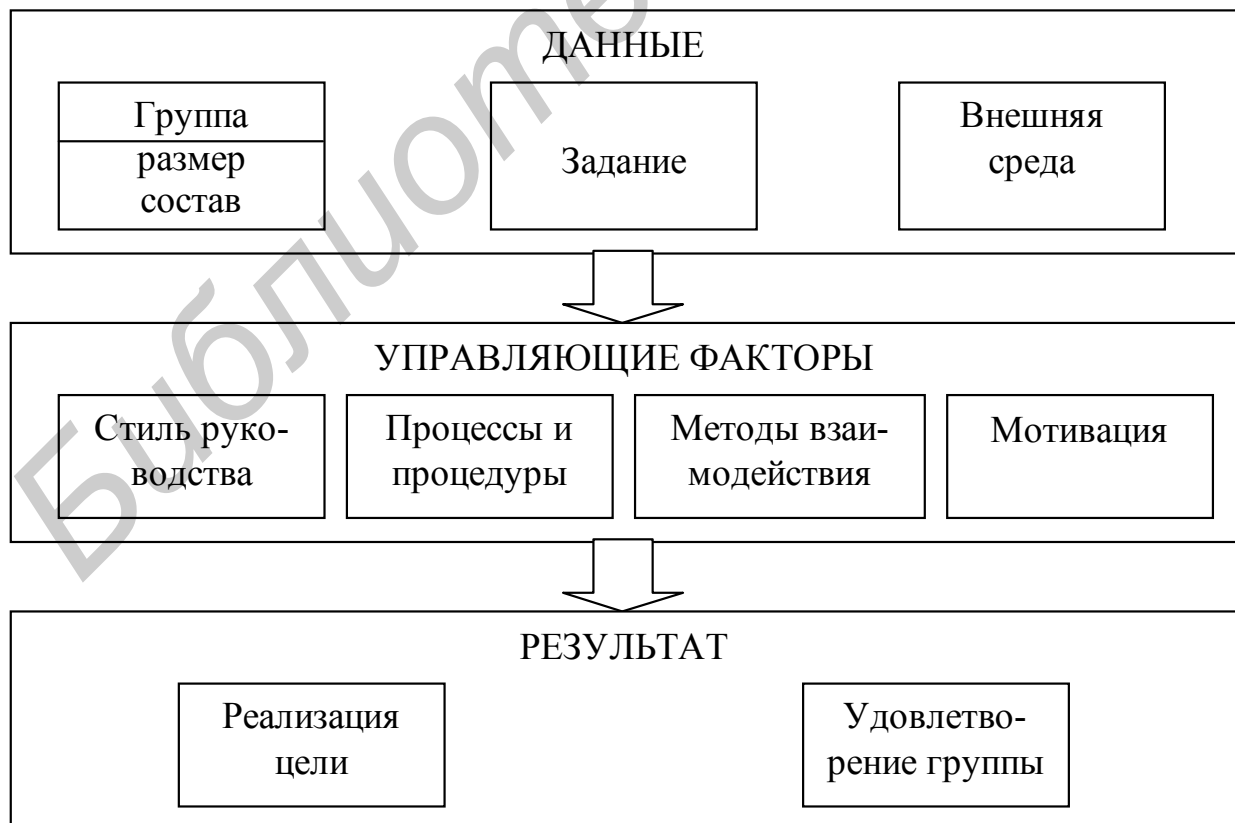 ДАННЫЕ
Группа
размер
состав
Задание
Внешняя
среда
УПРАВЛЯЮЩИЕ ФАКТОРЫ
Стиль руко-
водства
Процессы и
процедуры
Методы взаи-
модействия
Мотивация
РЕЗУЛЬТАТ
Реализация
цели
Удовлетво-
рение группы